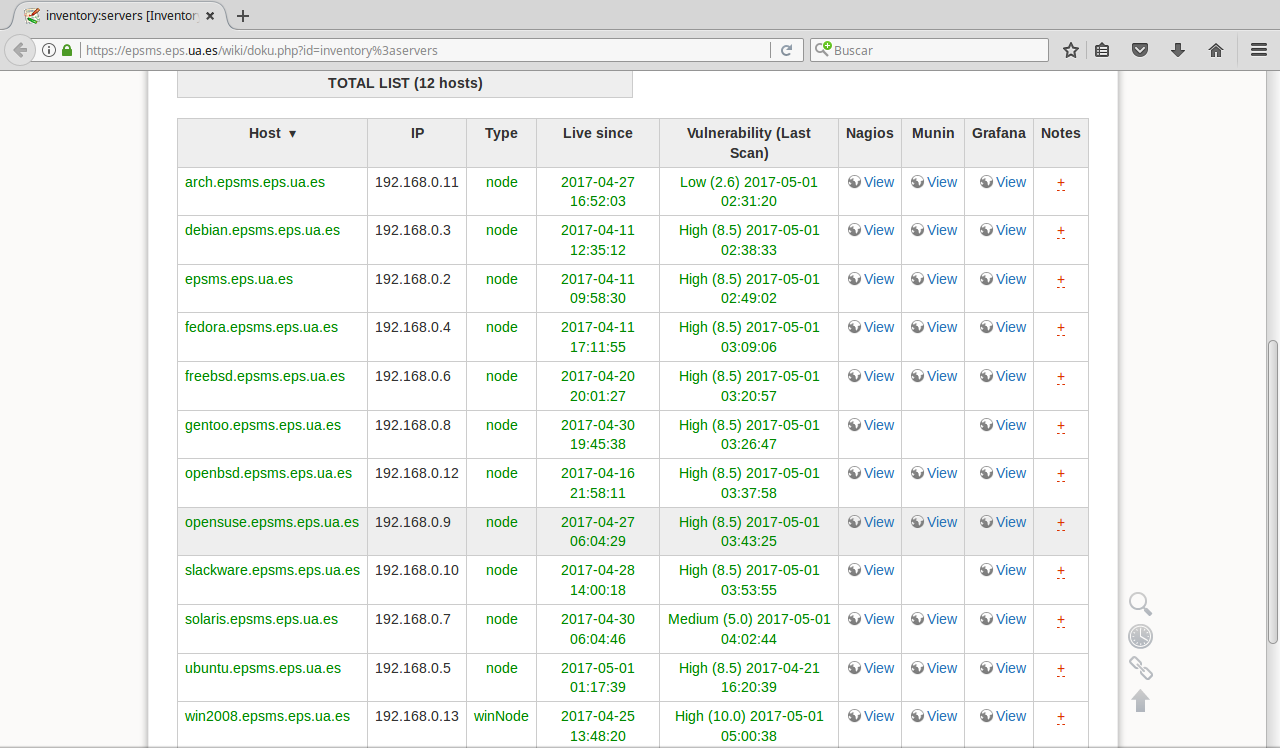 inventory:servers [Inventor
https://epsms.eps.ua.es/wiki/doku.php?id=inventory%3aservers
Buscar
TOTAL LIST (12 hosts)
Host ▼ IP Type Live since Vulnerability (Last Scan) Nagios Munin Grafana Notes
arch.epsms.eps.ua.es 192.168.0.11 node 2017-04-27 Low (2.6) 2017-05-01 View View View +
16:52:03 02:31:20
debian.epsms.eps.ua.es 192.168.0.3 node 2017-04-11 High (8.5) 2017-05-01 View View View +
12:35:12 02:38:33
epsms.eps.ua.es 192.168.0.2 node 2017-04-11 High (8.5) 2017-05-01 View View View +
09:58:30 02:49:02
fedora.epsms.eps.ua.es 192.168.0.4 node 2017-04-11 High (8.5) 2017-05-01 View View View +
17:11:55 03:09:06
freebsd.epsms.eps.ua.es 192.168.0.6 node 2017-04-20 High (8.5) 2017-05-01 View View View +
20:01:27 03:20:57
gentoo.epsms.eps.ua.es 192.168.0.8 node 2017-04-30 High (8.5) 2017-05-01 View View +
19:45:38 03:26:47
openbsd.epsms.eps.ua.es 192.168.0.12 node 2017-04-16 High (8.5) 2017-05-01 View View View +
21:58:11 03:37:58
opensuse.epsms.eps.ua.es 192.168.0.9 node 2017-04-27 High (8.5) 2017-05-01 View View View +
06:04:29 03:43:25
slackware.epsms.eps.ua.es 192.168.0.10 node 2017-04-28 High (8.5) 2017-05-01 View View +
14:00:18 03:53:55
solaris.epsms.eps.ua.es 192.168.0.7 node 2017-04-30 Medium (5.0) 2017-05-01 View View View +
06:04:46 04:02:44
ubuntu.epsms.eps.ua.es 192.168.0.5 node 2017-05-01 High (8.5) 2017-04-21 View View View +
01:17:39 16:20:39
win2008.epsms.eps.ua.es 192.168.0.13 winNode 2017-04-25 High (10.0) 2017-05-01 View View View +
13:48:20 05:00:38